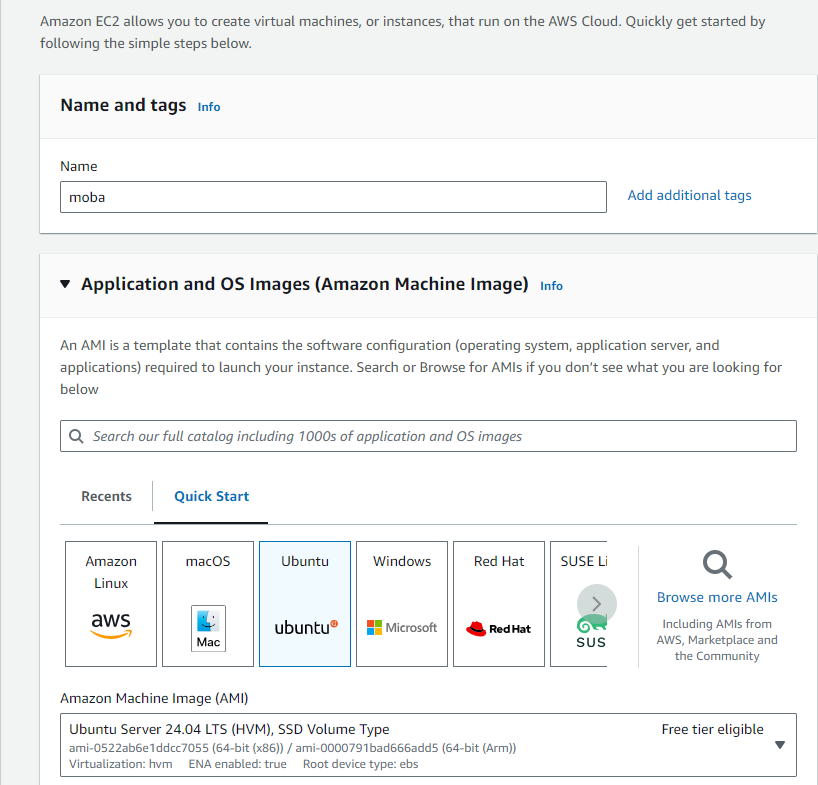 Amazon EC2 allows you to create virtual machines, or instances, that run on the AWS Cloud. Quickly get started by
following the simple steps below.
Name and tags Info
Name
moba
Add additional tags
Application and OS Images (Amazon Machine Image) Info
An AMI is a template that contains the software configuration (operating system, application server, and
applications) required to launch your instance. Search or Browse for AMIs if you don't see what you are looking for
below
Search our full catalog including 1000s of application and OS images
Recents
Quick Start
Amazon
Linux
aws
macOS
Mac
Ubuntu
ubuntu
Windows
Microsoft
Red Hat
Red Hat
SUSE Li
SUS
Browse more AMIs
Including AMIs from
AWS, Marketplace and
the Community
Amazon Machine Image (AMI)
Ubuntu Server 24.04 LTS (HVM), SSD Volume Type
Free tier eligible
ami-0522ab6e1ddcc7055 (64-bit (x86)) / ami-0000791bad666add5 (64-bit (Arm))
Virtualization: hvm ENA enabled: true Root device type: ebs